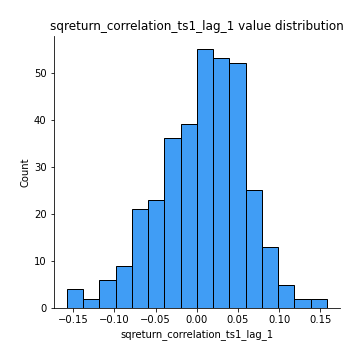 sqreturn_correlation_ts1_lag_1 value distribution
50
40
30
20
10
0
Count
−0.15 −0.10 −0.05 0.00 0.05 0.10 0.15
sqreturn_correlation_ts1_lag_1